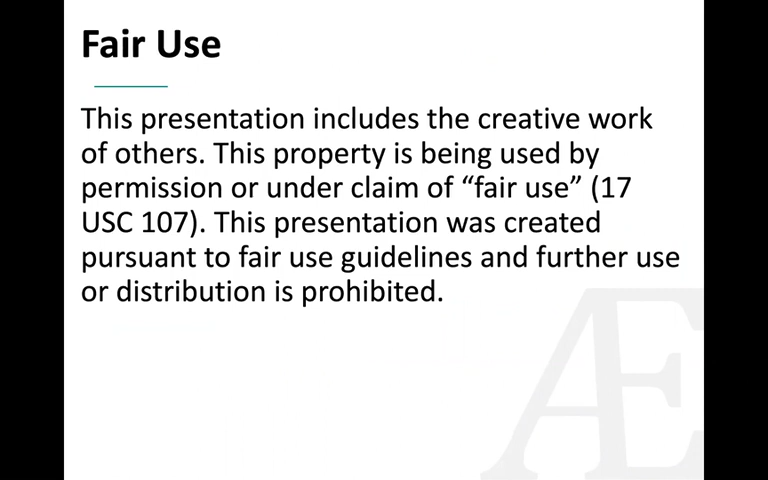 Fair Use
This presentation includes the creative work
of others. This property is being used by
permission or under claim of “fair use” (17
USC 107). This presentation was created
pursuant to fair use guidelines and further use
or distribution is prohibited.
Æ